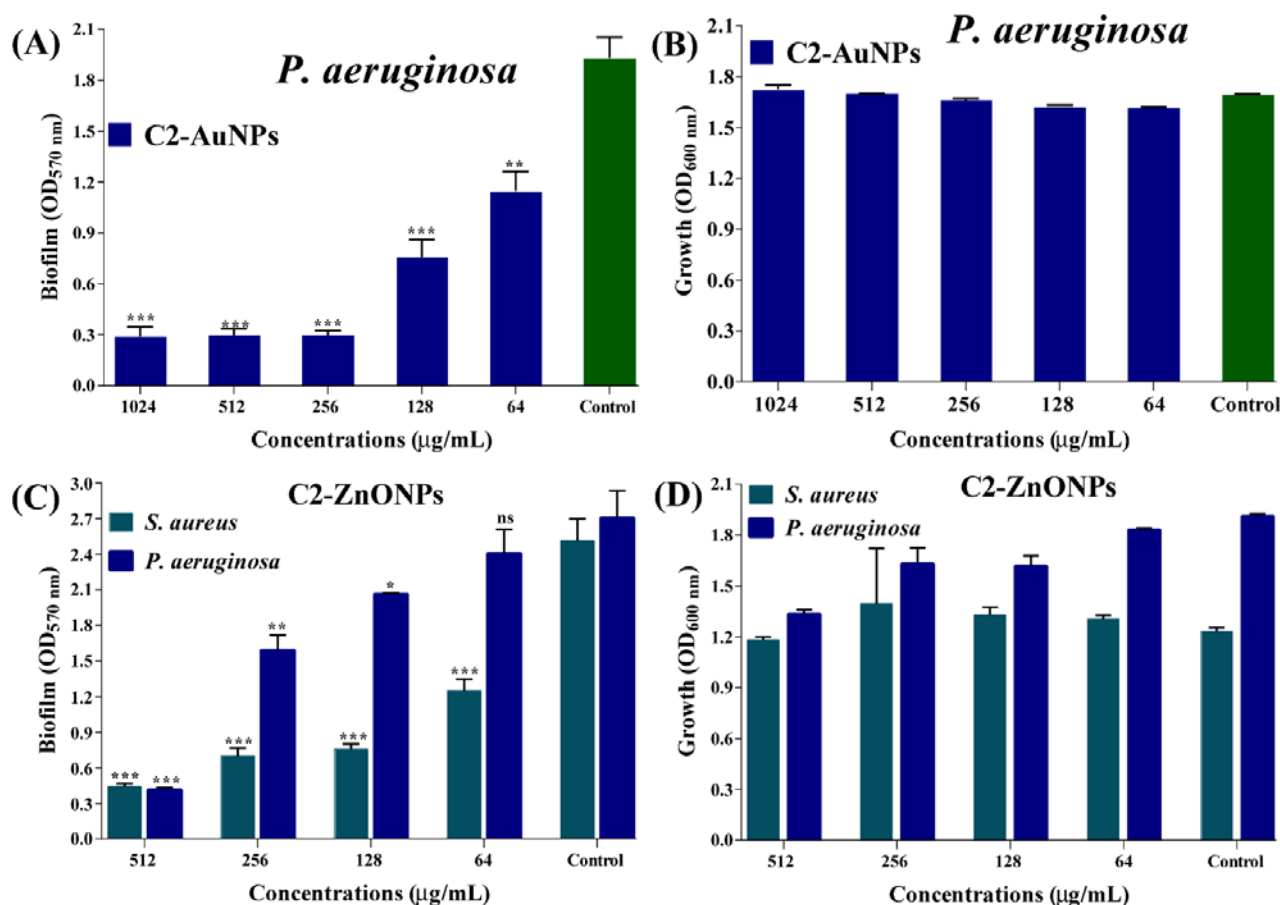 (A)
P. aeruginosa
C2-AuNPs
Biofilm (OD570 nm)
2.1
1.8
1.5
1.2
0.9
0.6
0.3
0.0
*** *** *** *** **
1024 512 256 128 64 Control
Concentrations (µg/mL)
(B)
P. aeruginosa
C2-AuNPs
Growth (OD600 nm)
2.1
1.8
1.5
1.2
0.9
0.6
0.3
0.0
1024 512 256 128 64 Control
Concentrations (µg/mL)
(C)
C2-ZnONPs
S. aureus
P. aeruginosa
Biofilm (OD570 nm)
3.0
2.7
2.4
2.1
1.8
1.5
1.2
0.9
0.6
0.3
0.0
*** *** *** ** *** * *** ns
512 256 128 64 Control
Concentrations (µg/mL)
(D)
C2-ZnONPs
S. aureus
P. aeruginosa
Growth (OD600 nm)
2.1
1.8
1.5
1.2
0.9
0.6
0.3
0.0
512 256 128 64 Control
Concentrations (µg/mL)